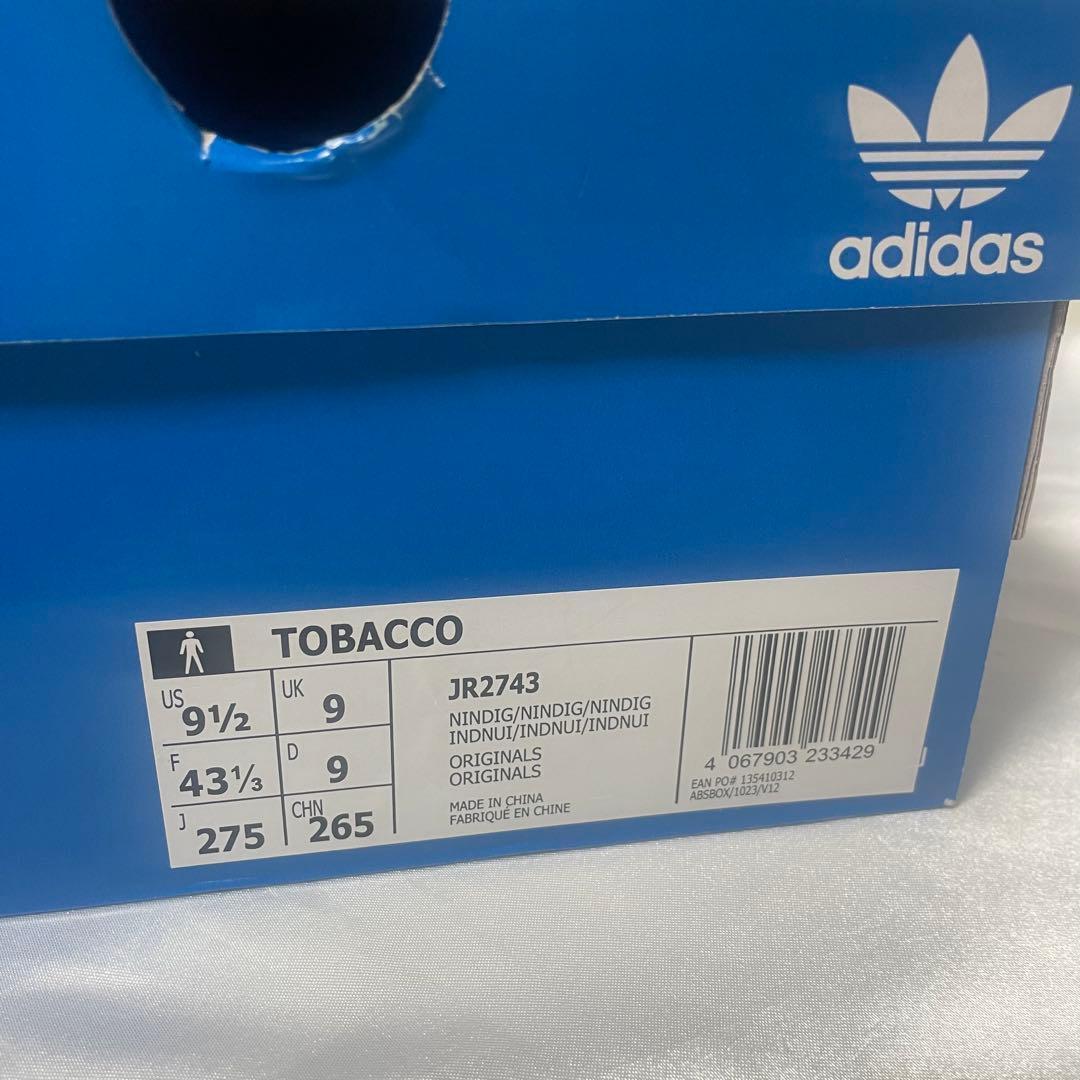 adidas
TOBACCO
US 9½
UK 9
F 43⅓
D 9
J 275
CHN 265
JR2743
NINDIG/NINDIG/NINDIG
INDNUI/INDNUI/INDNUI
ORIGINALS
ORIGINALS
MADE IN CHINA
FABRIQUÉ EN CHINE
4 067903 233429
EAN PO# 135410312
ABSBOX/1023/V12